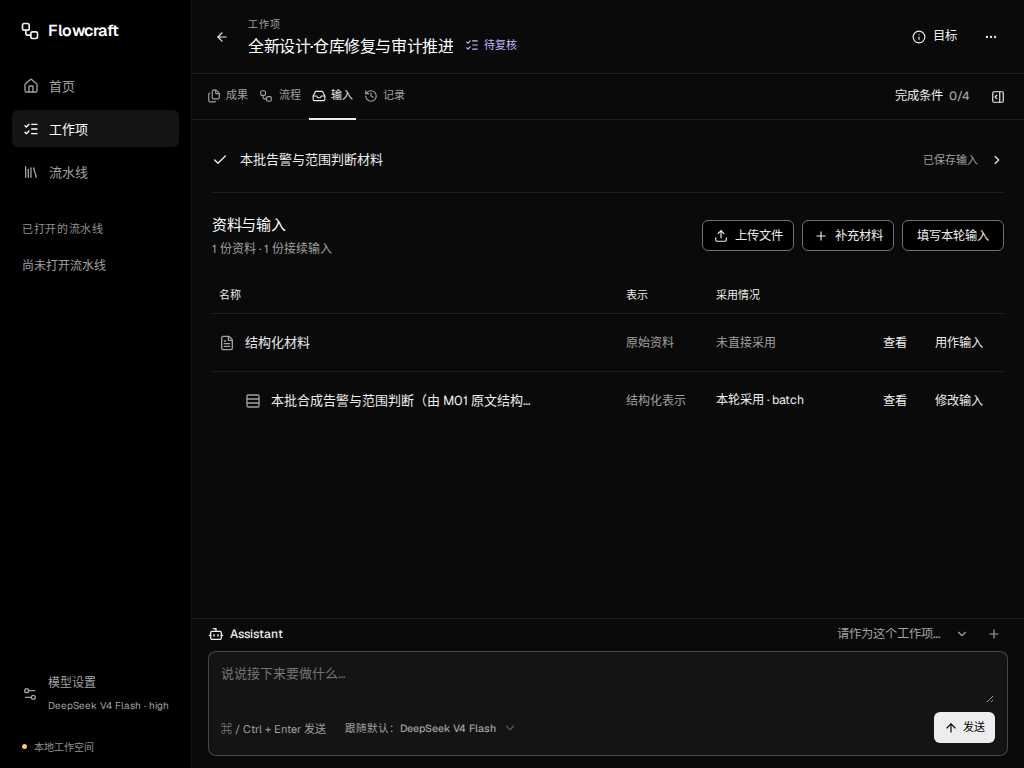 Flowcraft
首页
工作项
流水线
已打开的流水线
尚未打开流水线
模型设置
DeepSeek V4 Flash · high
本地工作空间
工作项
全新设计·仓库修复与审计推进
待复核
目标
成果
流程
输入
记录
完成条件 0/4
本批告警与范围判断材料
已保存输入
资料与输入
1 份资料 · 1 份接续输入
上传文件
补充材料
填写本轮输入
名称
表示
采用情况
结构化材料
原始资料
未直接采用
查看
用作输入
本批合成告警与范围判断（由 M01 原文结构...
结构化表示
本轮采用 · batch
查看
修改输入
Assistant
请作为这个工作项...
说说接下来要做什么...
⌘ / Ctrl + Enter 发送
跟随默认：DeepSeek V4 Flash
发送